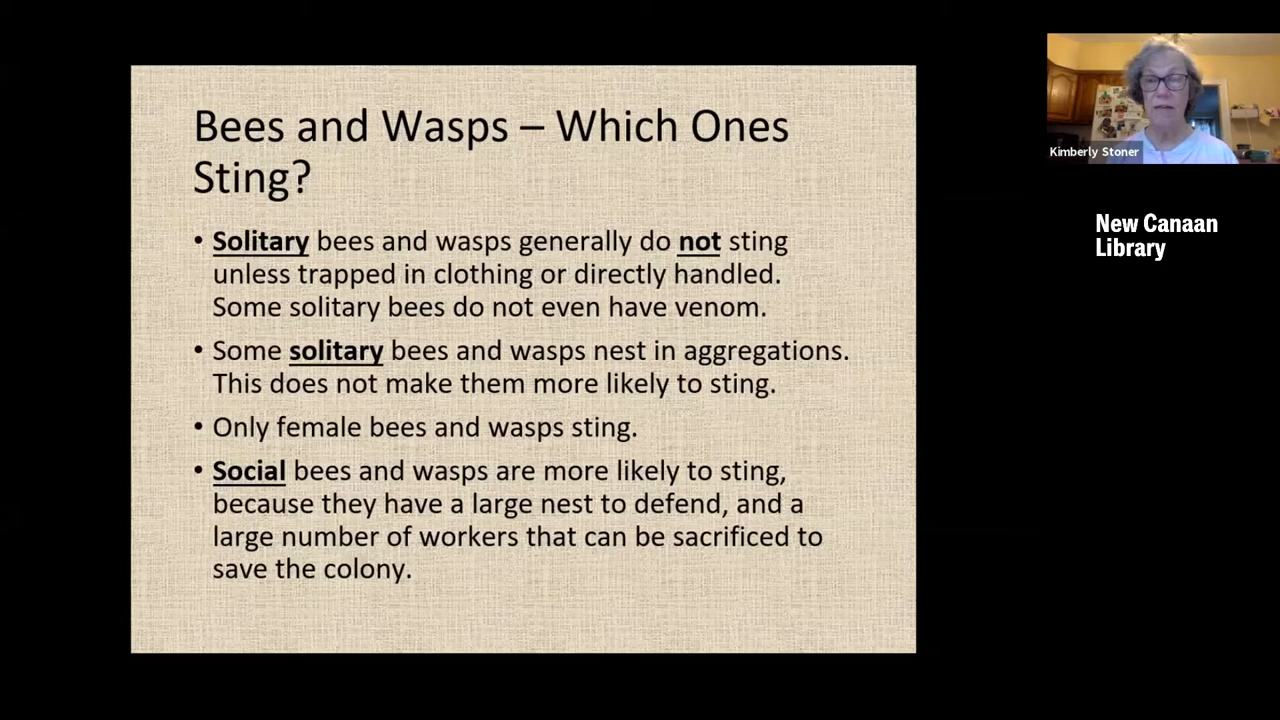 Bees and Wasps – Which Ones
Sting?
• Solitary bees and wasps generally do not sting
unless trapped in clothing or directly handled.
Some solitary bees do not even have venom.
• Some solitary bees and wasps nest in aggregations.
This does not make them more likely to sting.
• Only female bees and wasps sting.
• Social bees and wasps are more likely to sting,
because they have a large nest to defend, and a
large number of workers that can be sacrificed to
save the colony.
Kimberly Stoner
New Canaan
Library